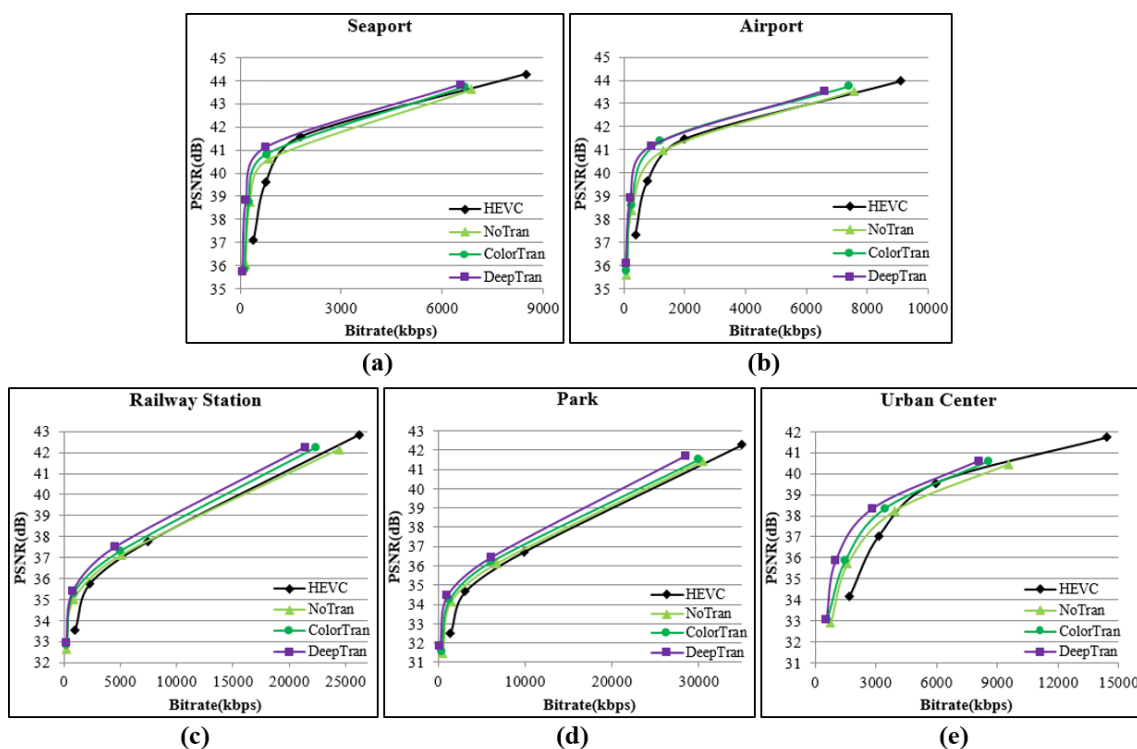 Seaport
45
44
43
42
41
40
39
38
37
36
35
PSNR(dB)
0 3000 6000 9000
Bitrate(kbps)
HEVC
NoTran
ColorTran
DeepTran
(a)
Airport
45
44
43
42
41
40
39
38
37
36
35
PSNR(dB)
0 2000 4000 6000 8000 10000
Bitrate(kbps)
HEVC
NoTran
ColorTran
DeepTran
(b)
Railway Station
43
42
41
40
39
38
37
36
35
34
33
32
PSNR(dB)
0 5000 10000 15000 20000 25000
Bitrate(kbps)
HEVC
NoTran
ColorTran
DeepTran
(c)
Park
43
42
41
40
39
38
37
36
35
34
33
32
31
PSNR(dB)
0 10000 20000 30000
Bitrate(kbps)
HEVC
NoTran
ColorTran
DeepTran
(d)
Urban Center
42
41
40
39
38
37
36
35
34
33
32
31
PSNR(dB)
0 3000 6000 9000 12000 15000
Bitrate(kbps)
HEVC
NoTran
ColorTran
DeepTran
(e)